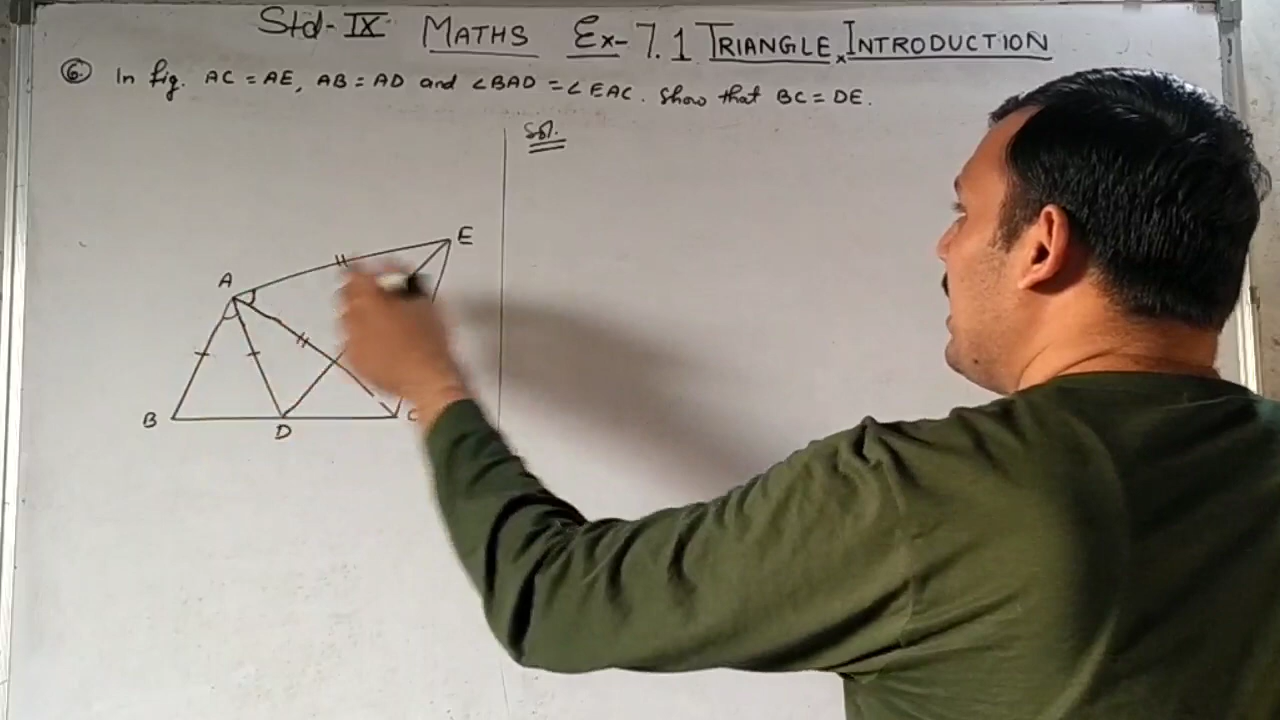 Std-IX MATHS Ex-7.1 TRIANGLE, INTRODUCTION
6. In fig. AC = AE, AB = AD and ∠BAD = ∠EAC. Show that BC = DE.
Sol.
E
A
B
C
D